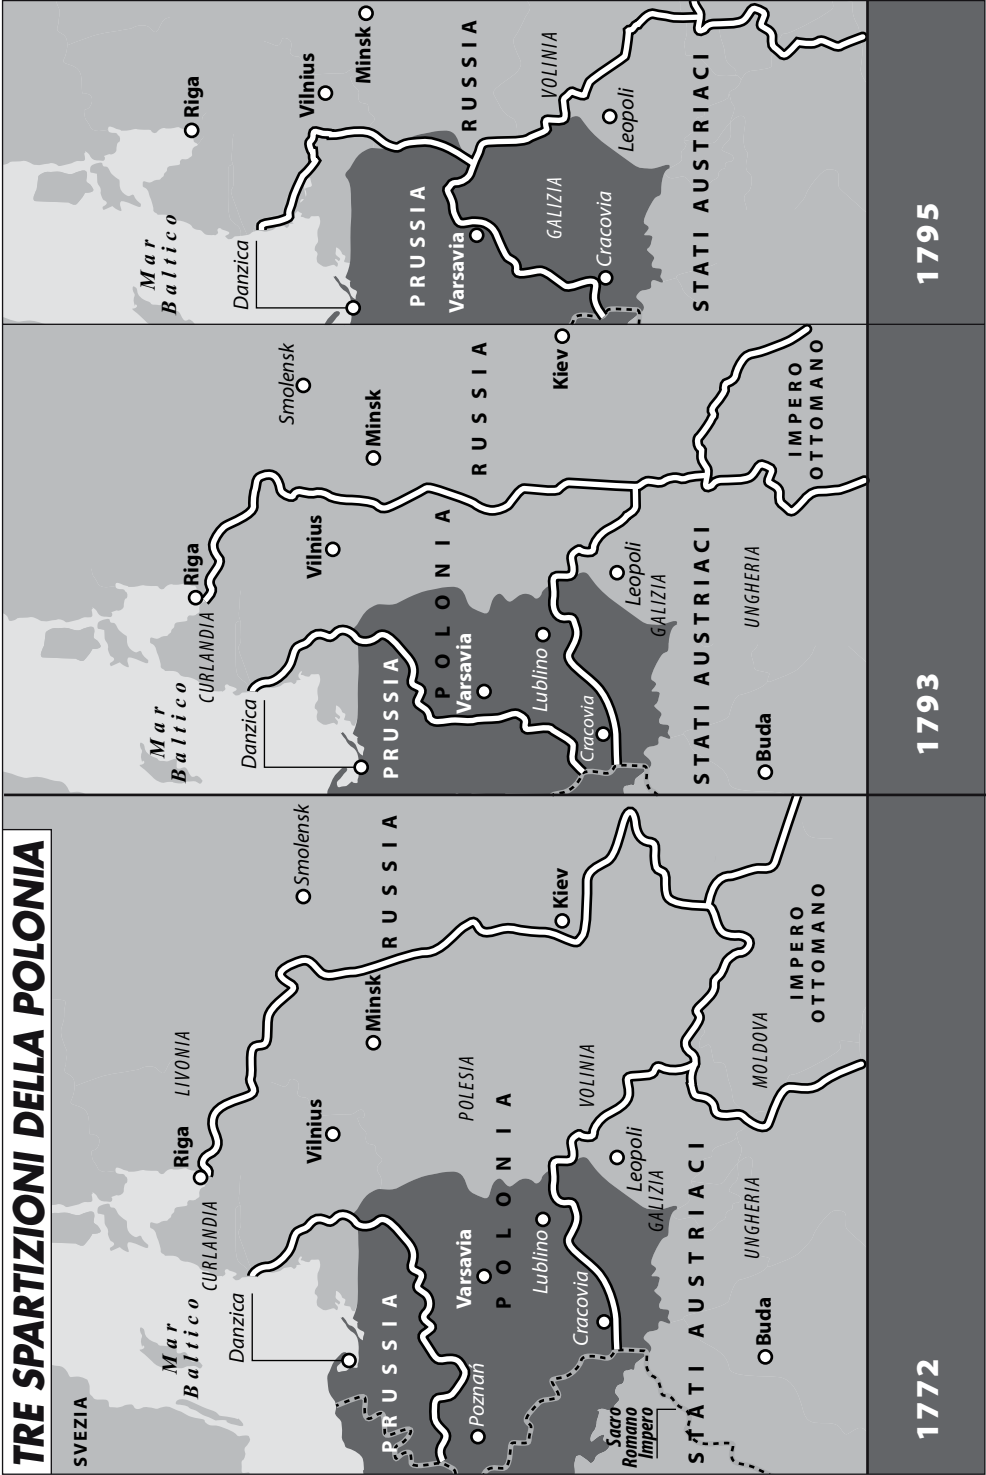 TRE SPARTIZIONI DELLA POLONIA
SVEZIA
Mar
Baltico
Riga
LIVONIA
CURLANDIA
Danzica
Vilnius
Smolensk
Minsk
RUSSIA
PRUSSIA
Poznań
Varsavia
POLESIA
POLONIA
Lublino
Kiev
Cracovia
VOLINIA
Leopoli
GALIZIA
Sacro
Romano
Impero
STATI AUSTRIACI
UNGHERIA
Buda
MOLDOVA
IMPERO
OTTOMANO
1772
Mar
Baltico
Riga
CURLANDIA
Danzica
Vilnius
Smolensk
Minsk
RUSSIA
PRUSSIA
POLONIA
Varsavia
Lublino
Kiev
Cracovia
Leopoli
GALIZIA
STATI AUSTRIACI
UNGHERIA
Buda
IMPERO
OTTOMANO
1793
Mar
Baltico
Riga
Danzica
Vilnius
Minsk
RUSSIA
PRUSSIA
Varsavia
VOLINIA
GALIZIA
Cracovia
Leopoli
STATI AUSTRIACI
1795